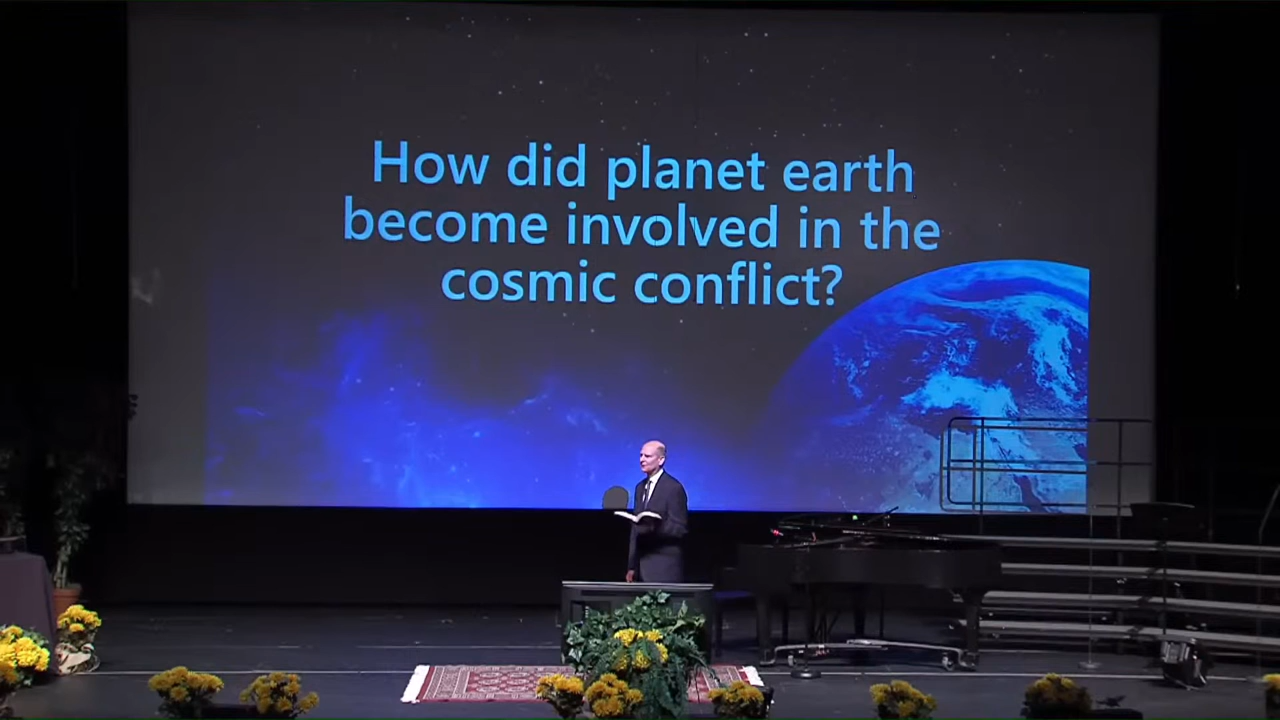 How did planet earth
become involved in the
cosmic conflict?